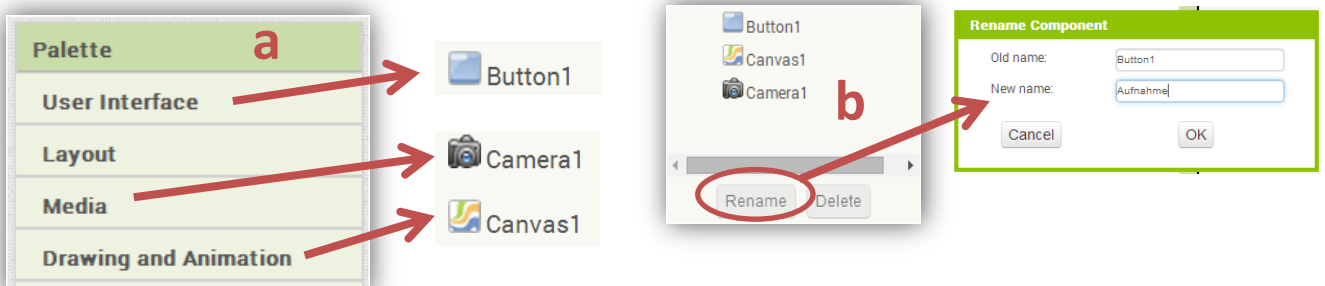 Palette
a
User Interface
Layout
Media
Drawing and Animation
Button1
Camera1
Canvas1
Button1
Canvas1
Camera1
b
Rename
Delete
Rename Component
Old name:
Button1
New name:
Aufnahme
Cancel
OK